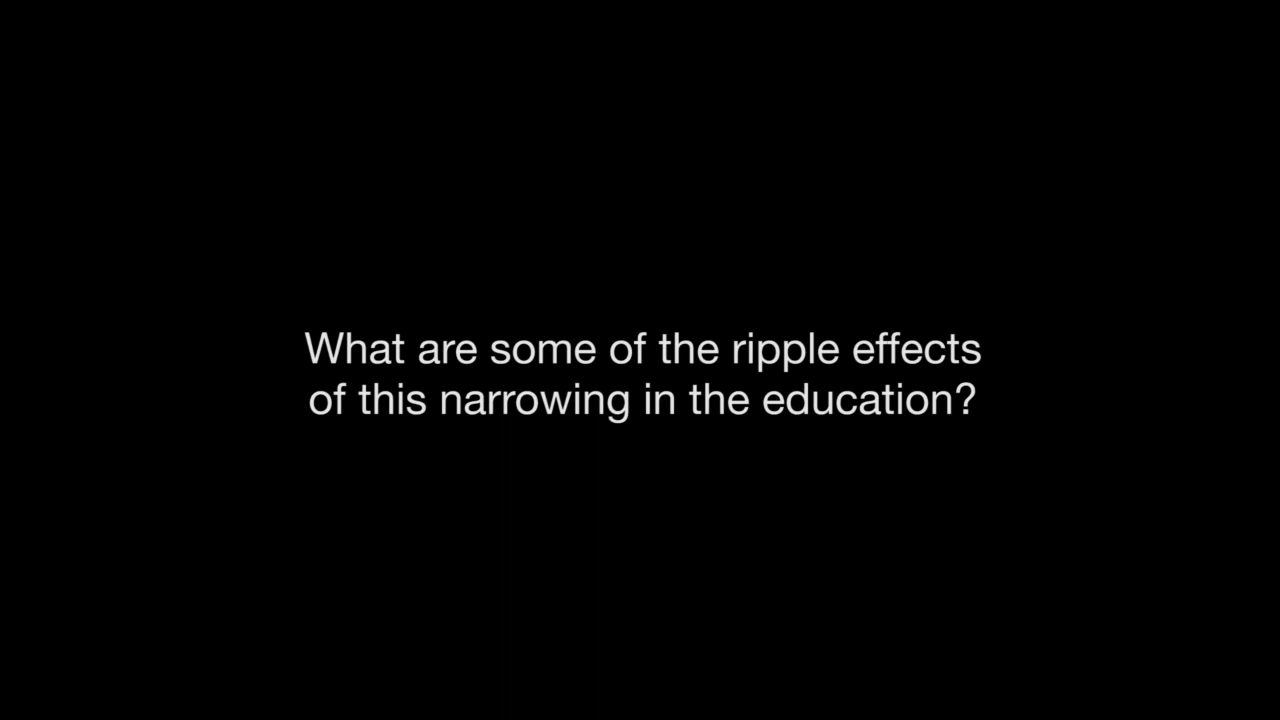 What are some of the ripple effects
of this narrowing in the education?